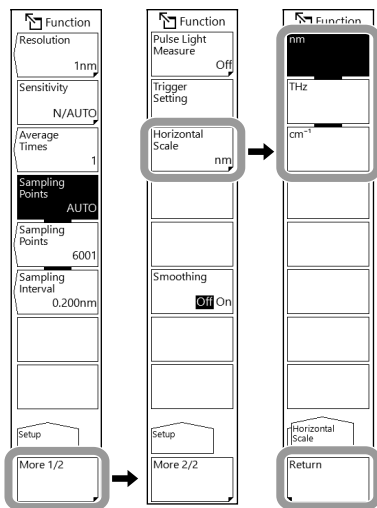 Function
Resolution
1nm
Sensitivity
N/AUTO
Average
Times
1
Sampling
Points
AUTO
Sampling
Points
6001
Sampling
Interval
0.200nm
Setup
More 1/2
Function
Pulse Light
Measure
Off
Trigger
Setting
Horizontal
Scale
nm
Smoothing
Off On
Setup
More 2/2
Function
nm
THz
cm⁻¹
Horizontal
Scale
Return